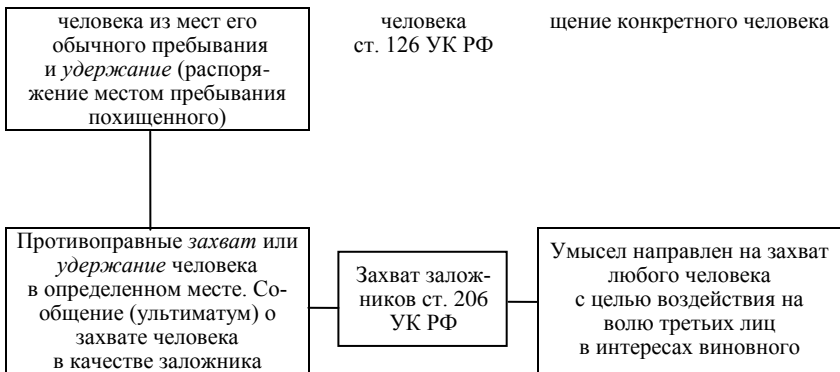 человека из мест его
обычного пребывания
и удержание (распоря-
жение местом пребывания
похищенного)
человека
ст. 126 УК РФ
щение конкретного человека
Противоправные захват или
удержание человека
в определенном месте. Со-
общение (ультиматум) о
захвате человека
в качестве заложника
Захват залож-
ников ст. 206
УК РФ
Умысел направлен на захват
любого человека
с целью воздействия на
волю третьих лиц
в интересах виновного